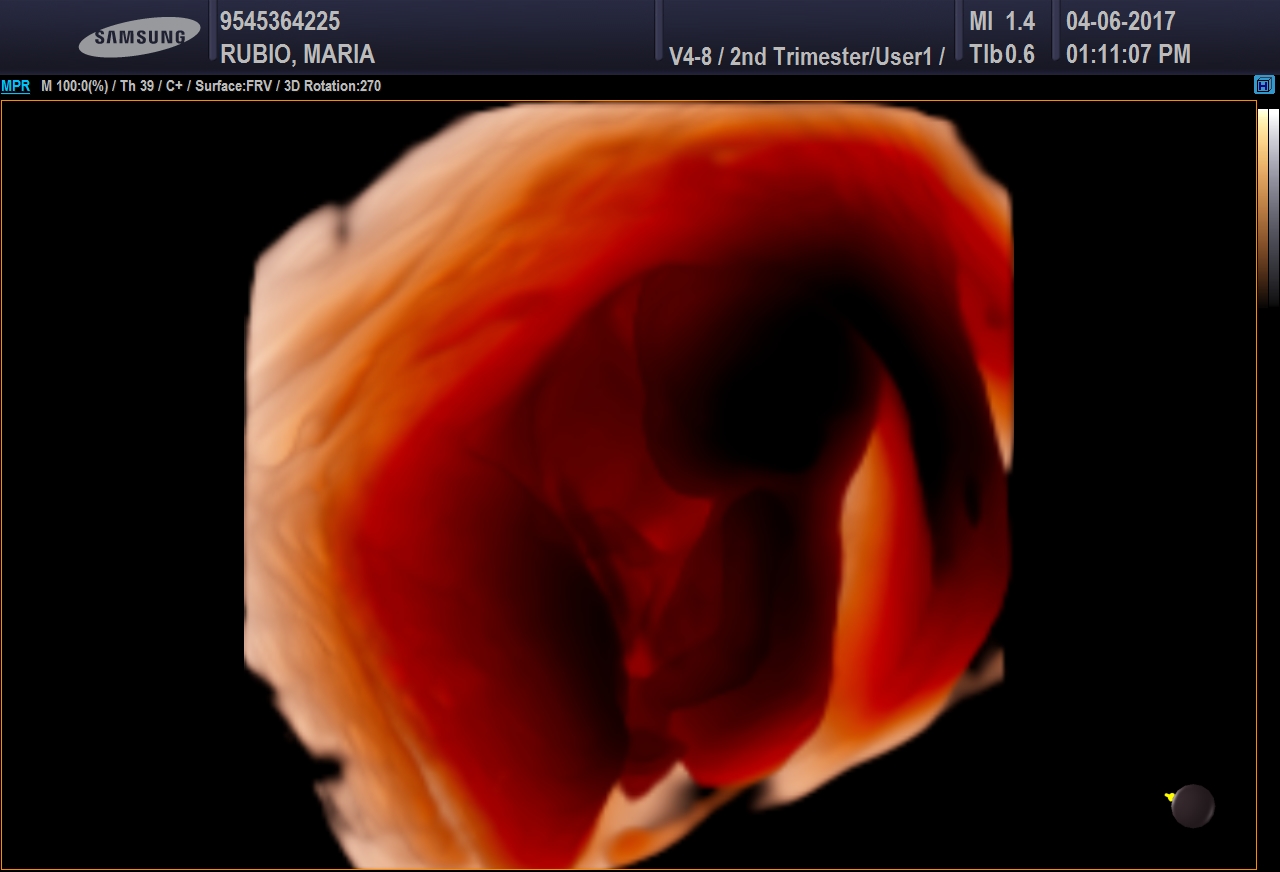 SAMSUNG
9545364225
RUBIO, MARIA
V4-8 / 2nd Trimester/User1 /
MI 1.4
TIb 0.6
04-06-2017
01:11:07 PM
MPR M 100:0(%) / Th 39 / C+ / Surface:FRV / 3D Rotation:270
H